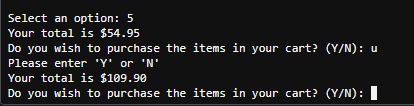 Select an option: 5
Your total is $54.95
Do you wish to purchase the items in your cart? (Y/N): u
Please enter 'Y' or 'N'
Your total is $109.90
Do you wish to purchase the items in your cart? (Y/N):